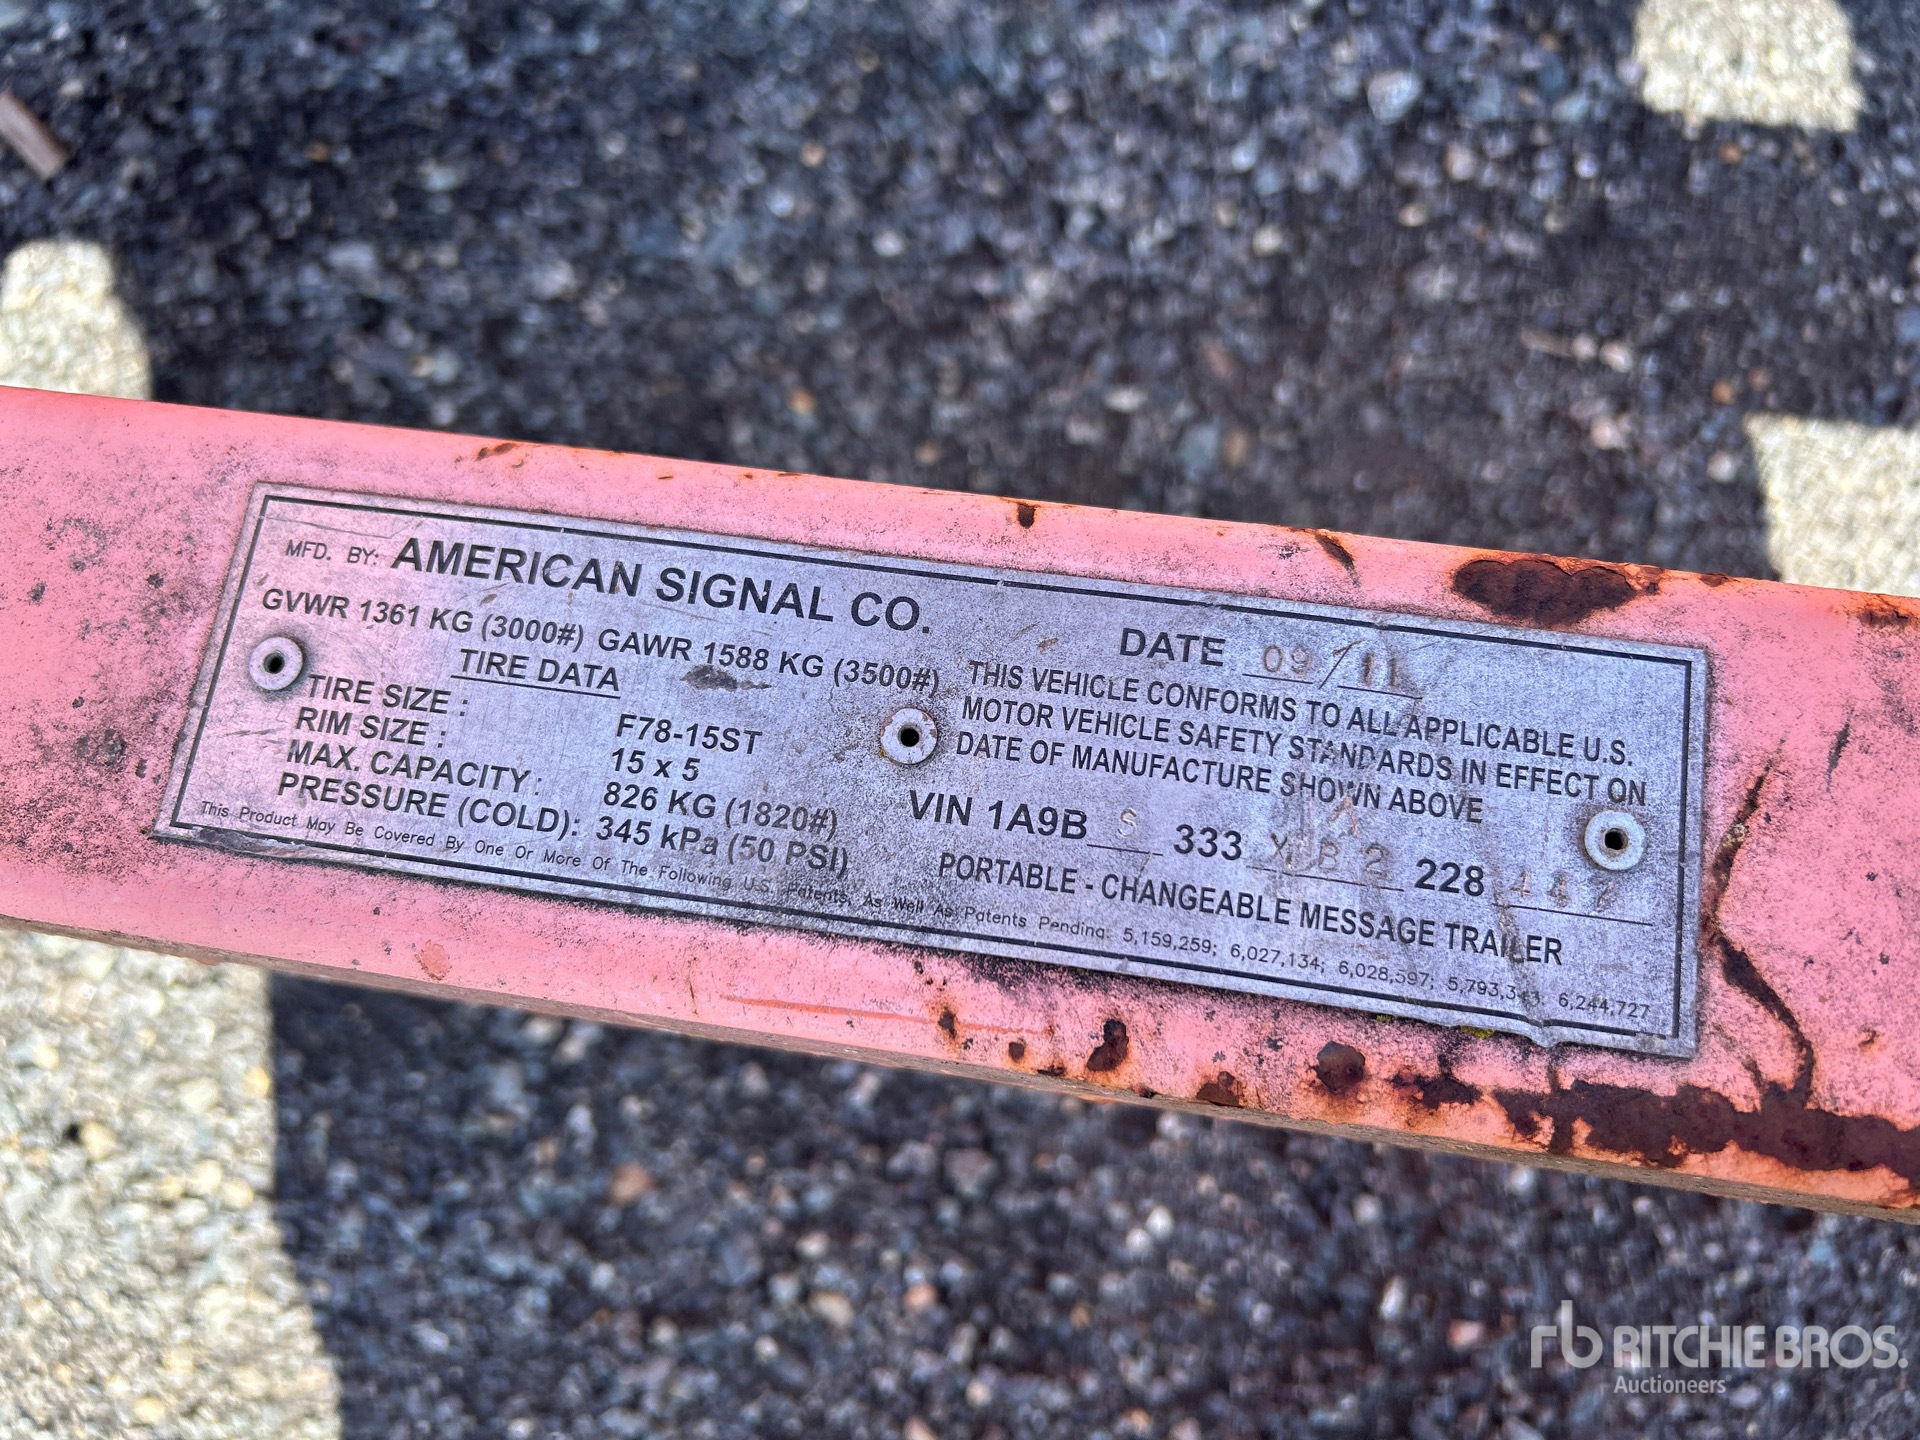 MFD. BY: AMERICAN SIGNAL CO.
GVWR 1361 KG (3000#) GAWR 1588 KG (3500#)
TIRE DATA
TIRE SIZE : F78-15ST
RIM SIZE : 15 x 5
MAX. CAPACITY : 826 KG (1820#)
PRESSURE (COLD): 345 kPa (50 PSI)
DATE 09/11
THIS VEHICLE CONFORMS TO ALL APPLICABLE U.S.
MOTOR VEHICLE SAFETY STANDARDS IN EFFECT ON
DATE OF MANUFACTURE SHOWN ABOVE
VIN 1A9B S 333 228
PORTABLE - CHANGEABLE MESSAGE TRAILER
This Product May Be Covered By One Or More Of The Following U.S. Patents, As Well As Patents Pending: 5,159,259; 6,027,134; 6,028,597; 5,793,343; 6,244,727
rb RITCHIE BROS.
Auctioneers